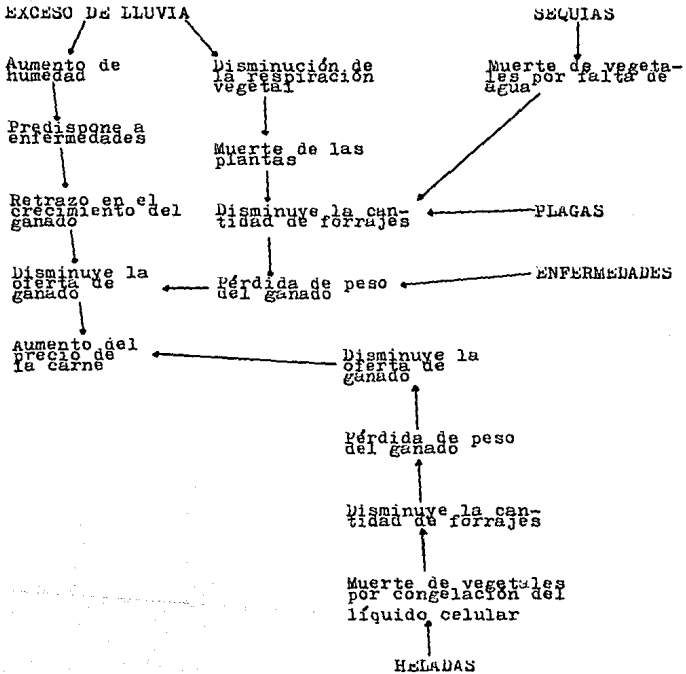 EXCESO DE LLUVIA
SEQUIAS
Aumento de
humedad
Disminución de
la respiración
vegetal
Muerte de vegeta-
les por falta de
agua
Predispone a
enfermedades
Muerte de las
plantas
Retrazo en el
crecimiento del
ganado
Disminuye la can-
tidad de forrajes
PLAGAS
Disminuye la
oferta de
ganado
Pérdida de peso
del ganado
ENFERMEDADES
Aumento del
precio de
la carne
Disminuye la
oferta de
ganado
Pérdida de peso
del ganado
Disminuye la can-
tidad de forrajes
Muerte de vegetales
por congelación del
líquido celular
HELADAS